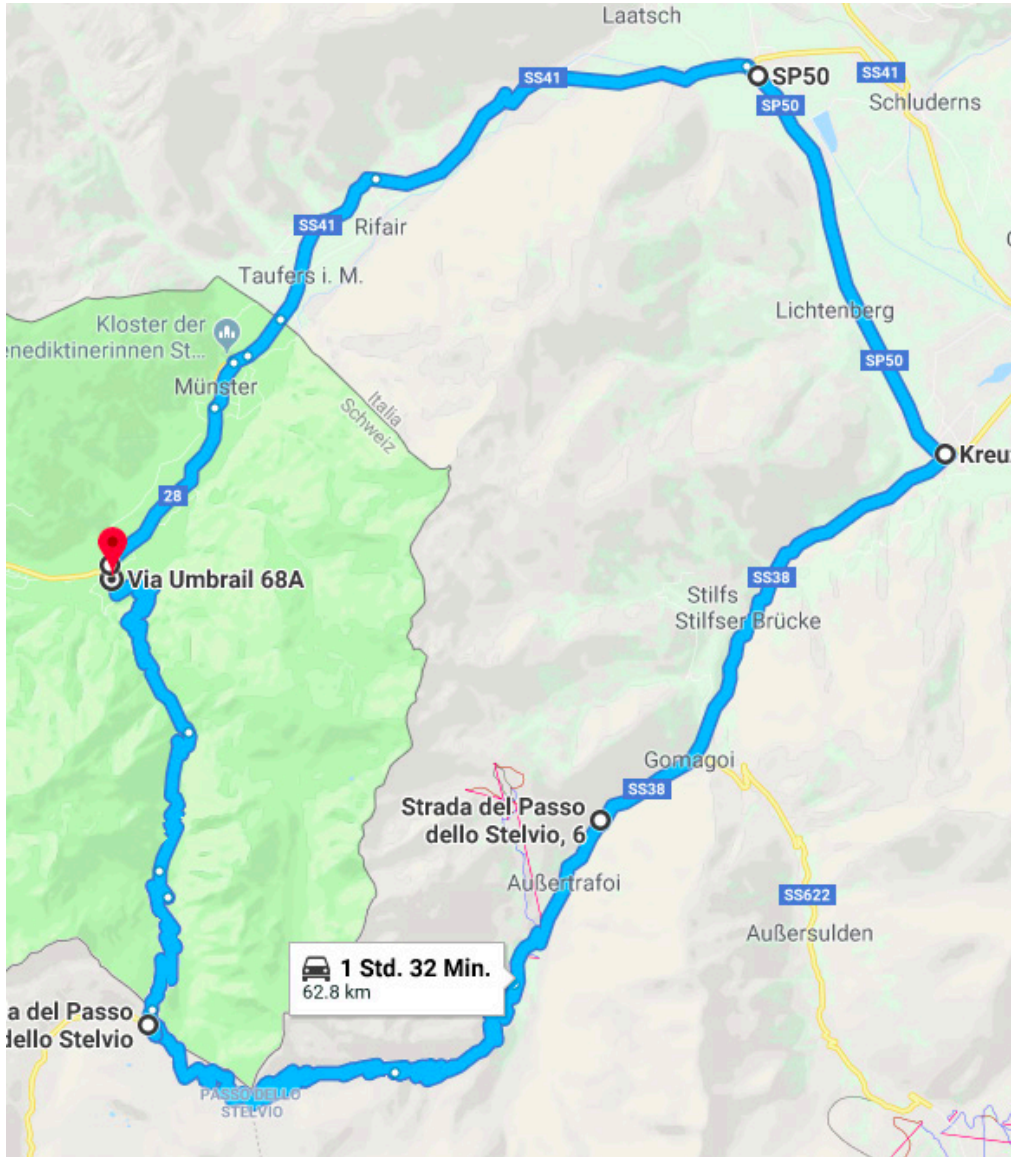 Laatsch
SS41
SP50
SS41
SP50
Schluderns
SS41
Rifair
Taufers i. M.
Lichtenberg
Kloster der
enediktinerinnen St...
SP50
Münster
Italia
Schweiz
Kreu
28
Via Umbrail 68A
SS38
Stilfs
Stilfser Brücke
Gomagoi
SS38
Strada del Passo
dello Stelvio, 6
Außertrafoi
SS622
Außersulden
1 Std. 32 Min.
62.8 km
a del Passo
dello Stelvio
PASSO DELLO
STELVIO